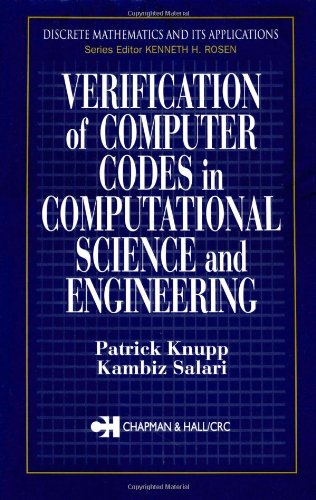 DISCRETE MATHEMATICS AND ITS APPLICATIONS
Series Editor KENNETH H. ROSEN
VERIFICATION
of COMPUTER
CODES in
COMPUTATIONAL
SCIENCE and
ENGINEERING
Patrick Knupp
Kambiz Salari
CH CHAPMAN & HALL/CRC